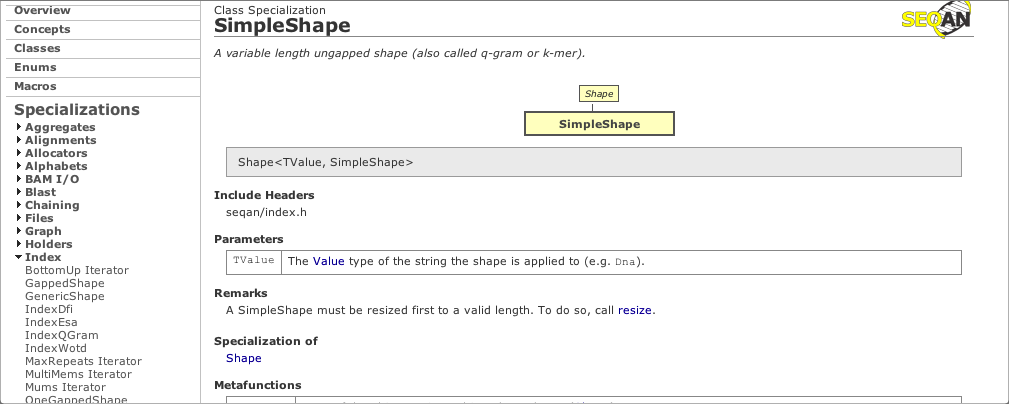 Overview
Concepts
Classes
Enums
Macros
Specializations
Aggregates
Alignments
Allocators
Alphabets
BAM I/O
Blast
Chaining
Files
Graph
Holders
Index
BottomUp Iterator
GappedShape
GenericShape
IndexDfi
IndexEsa
IndexQGram
IndexWotd
MaxRepeats Iterator
MultiMems Iterator
Mums Iterator
OneGappedShape
Class Specialization
SimpleShape
SEQAN
A variable length ungapped shape (also called q-gram or k-mer).
Shape
SimpleShape
Shape<TValue, SimpleShape>
Include Headers
seqan/index.h
Parameters
TValue The Value type of the string the shape is applied to (e.g. Dna).
Remarks
A SimpleShape must be resized first to a valid length. To do so, call resize.
Specialization of
Shape
Metafunctions